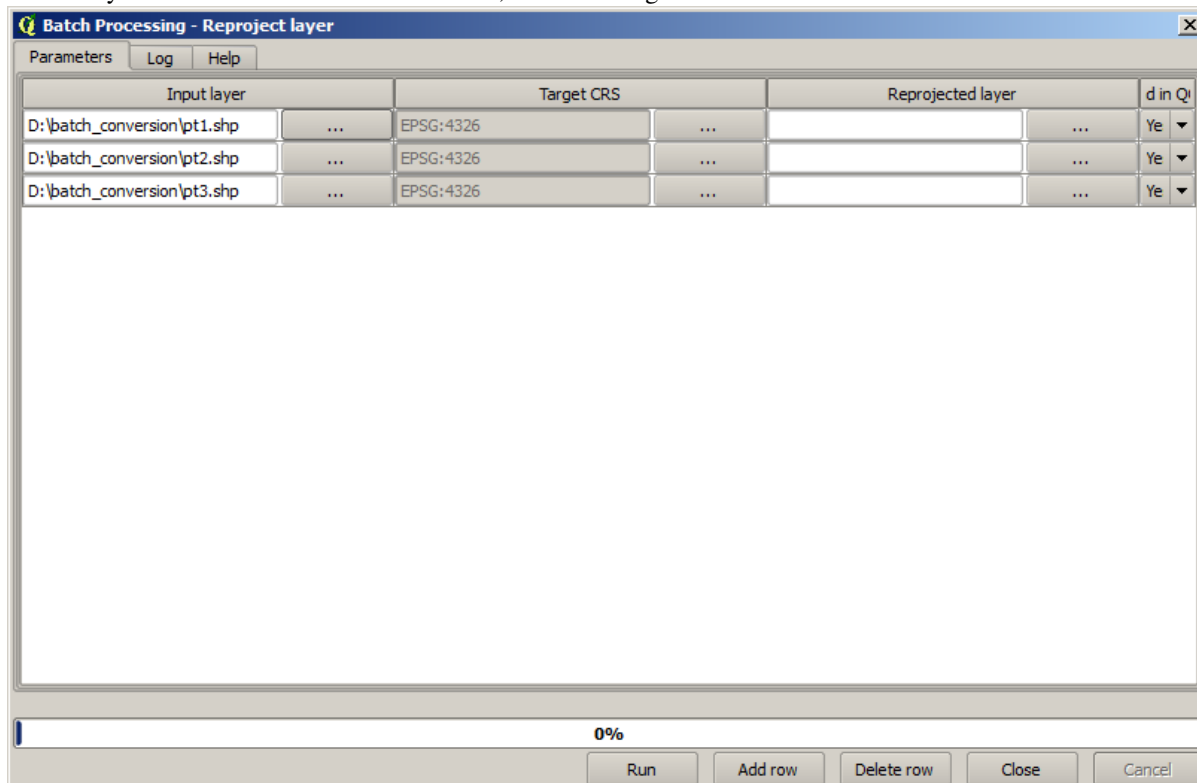 Batch Processing - Reproject layer
Parameters Log Help
Input layer Target CRS Reprojected layer d in Q
D:\batch_conversion\pt1.shp ... EPSG:4326 ... ... Ye
D:\batch_conversion\pt2.shp ... EPSG:4326 ... ... Ye
D:\batch_conversion\pt3.shp ... EPSG:4326 ... ... Ye
0%
Run Add row Delete row Close Cancel